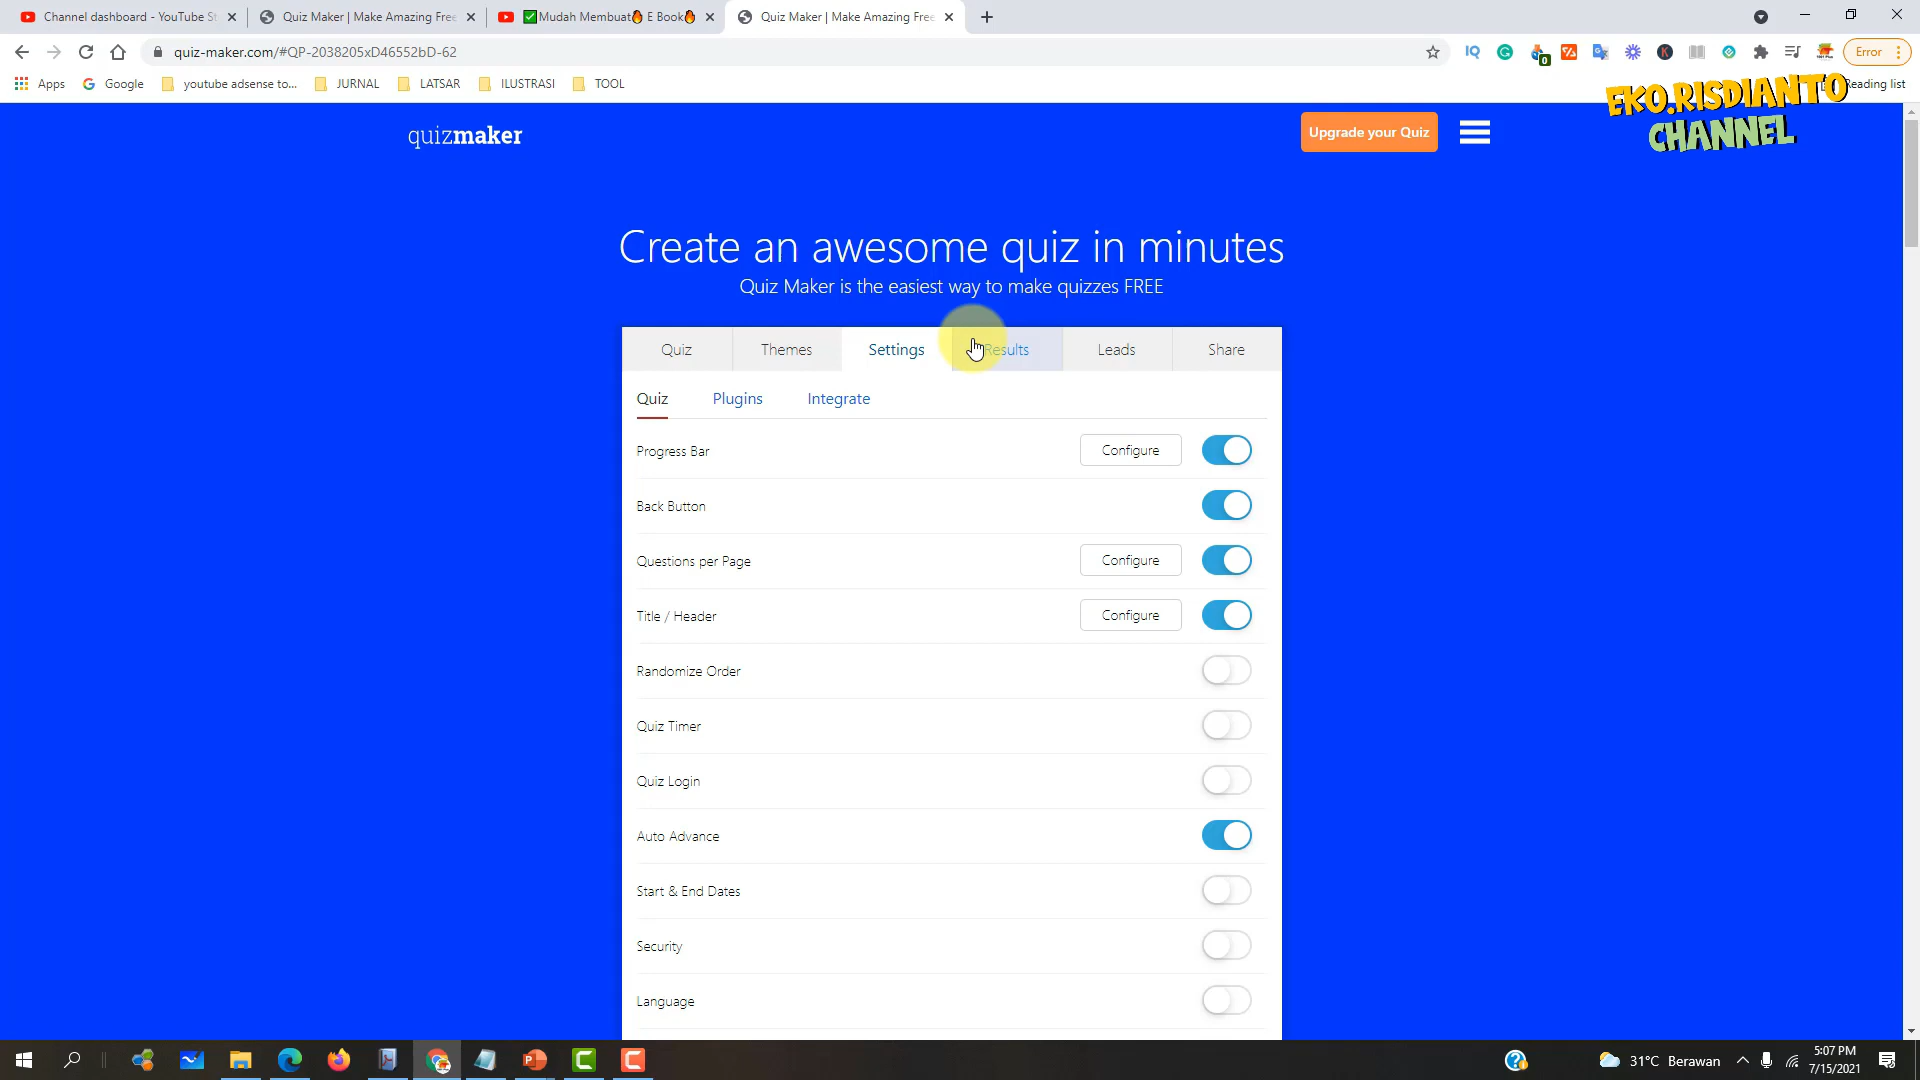 Channel dashboard - YouTube St
Quiz Maker | Make Amazing Free
✅Mudah Membuat🔥 E Book🔥
Quiz Maker | Make Amazing Free
quiz-maker.com/#QP-2038205xD46552bD-62
0
Error
Apps
Google
youtube adsense to...
JURNAL
LATSAR
ILUSTRASI
TOOL
Reading list
EKO.RISDIANTO
CHANNEL
quizmaker
Upgrade your Quiz
Create an awesome quiz in minutes
Quiz Maker is the easiest way to make quizzes FREE
Quiz
Themes
Settings
Results
Leads
Share
Quiz
Plugins
Integrate
Progress Bar
Configure
Back Button
Questions per Page
Configure
Title / Header
Configure
Randomize Order
Quiz Timer
Quiz Login
Auto Advance
Start & End Dates
Security
Language
31°C Berawan
5:07 PM
7/15/2021